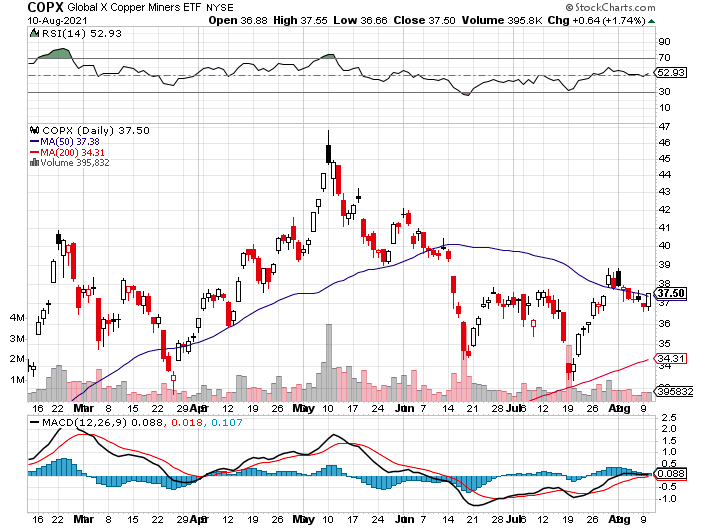 COPX Global X Copper Miners ETF NYSE © StockCharts.com
10-Aug-2021 Open 36.88 High 37.55 Low 36.66 Close 37.50 Volume 395.8K Chg +0.64 (+1.74%)
RSI(14) 52.93
90
70
52.93
30
10
COPX (Daily) 37.50
MA(50) 37.38
MA(200) 34.31
Volume 395,832
47
46
45
44
43
42
41
40
39
38
37.50
37
36
35
34.31
33
4M
3M
2M
1M
395832
16 22 Mar 8 15 22 29 Apr 12 19 26 May 10 17 24 Jun 7 14 21 28 Jul 6 12 19 26 Aug 9
MACD(12,26,9) 0.088, 0.018, 0.107
2.5
2.0
1.5
1.0
0.088
-0.5
-1.0
16 22 Mar 8 15 22 29 Apr 12 19 26 May 10 17 24 Jun 7 14 21 28 Jul 6 12 19 26 Aug 9